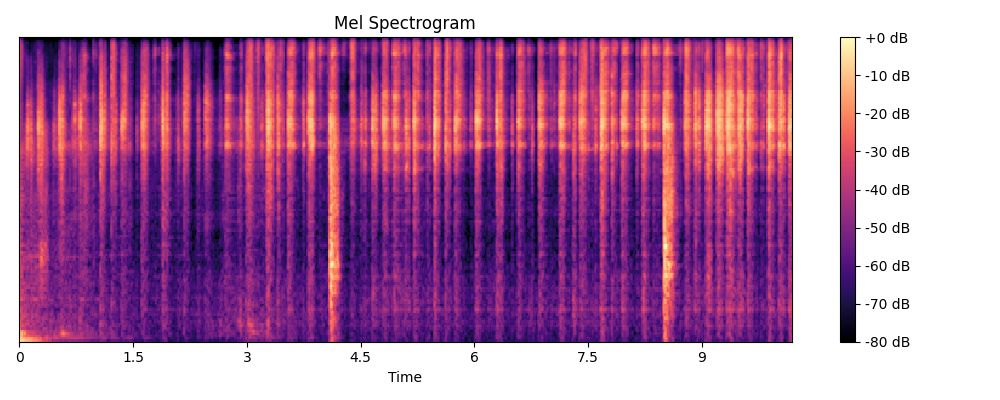 Mel Spectrogram
+0 dB
-10 dB
-20 dB
-30 dB
-40 dB
-50 dB
-60 dB
-70 dB
-80 dB
0 1.5 3 4.5 6 7.5 9
Time